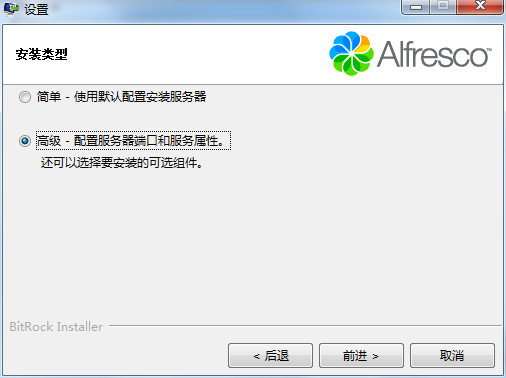 设置
安装类型
Alfresco™
简单 - 使用默认配置安装服务器
高级 - 配置服务器端口和服务属性。
还可以选择要安装的可选组件。
BitRock Installer
< 后退
前进 >
取消